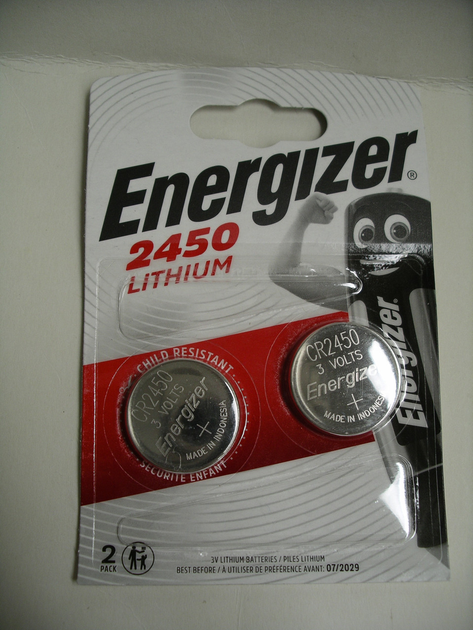 Energizer®
2450
LITHIUM
Energizer
CHILD RESISTANT
CR2450
3 VOLTS
Energizer
+
MADE IN INDONESIA
SÉCURITÉ ENFANT
CR2450
3 VOLTS
Energizer
+
MADE IN INDONESIA
2
PACK
3V LITHIUM BATTERIES / PILES LITHIUM
BEST BEFORE / À UTILISER DE PRÉFÉRENCE AVANT: 07/2029